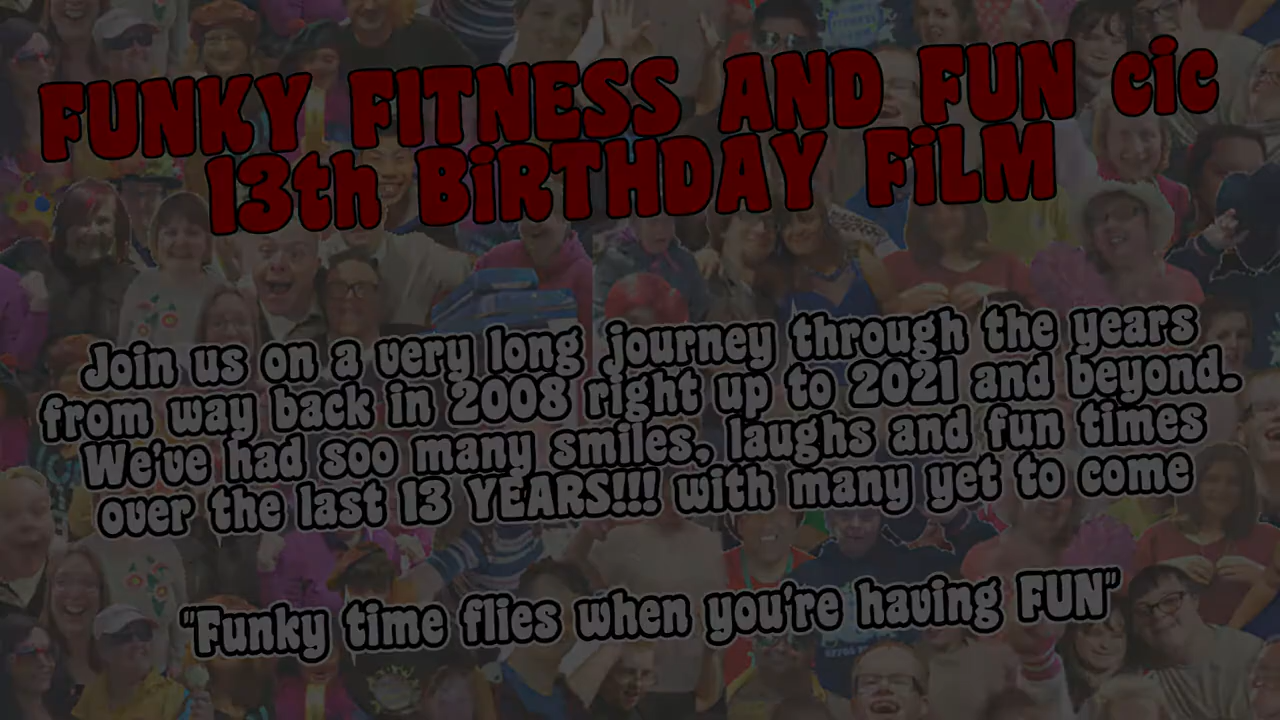 FUNKY FITNESS AND FUN cic
13th BiRTHDAY FiLM
Join us on a very long journey through the years
from way back in 2008 right up to 2021 and beyond.
We've had soo many smiles, laughs and fun times
over the last 13 YEARS!!! with many yet to come
"Funky time flies when you're having FUN"